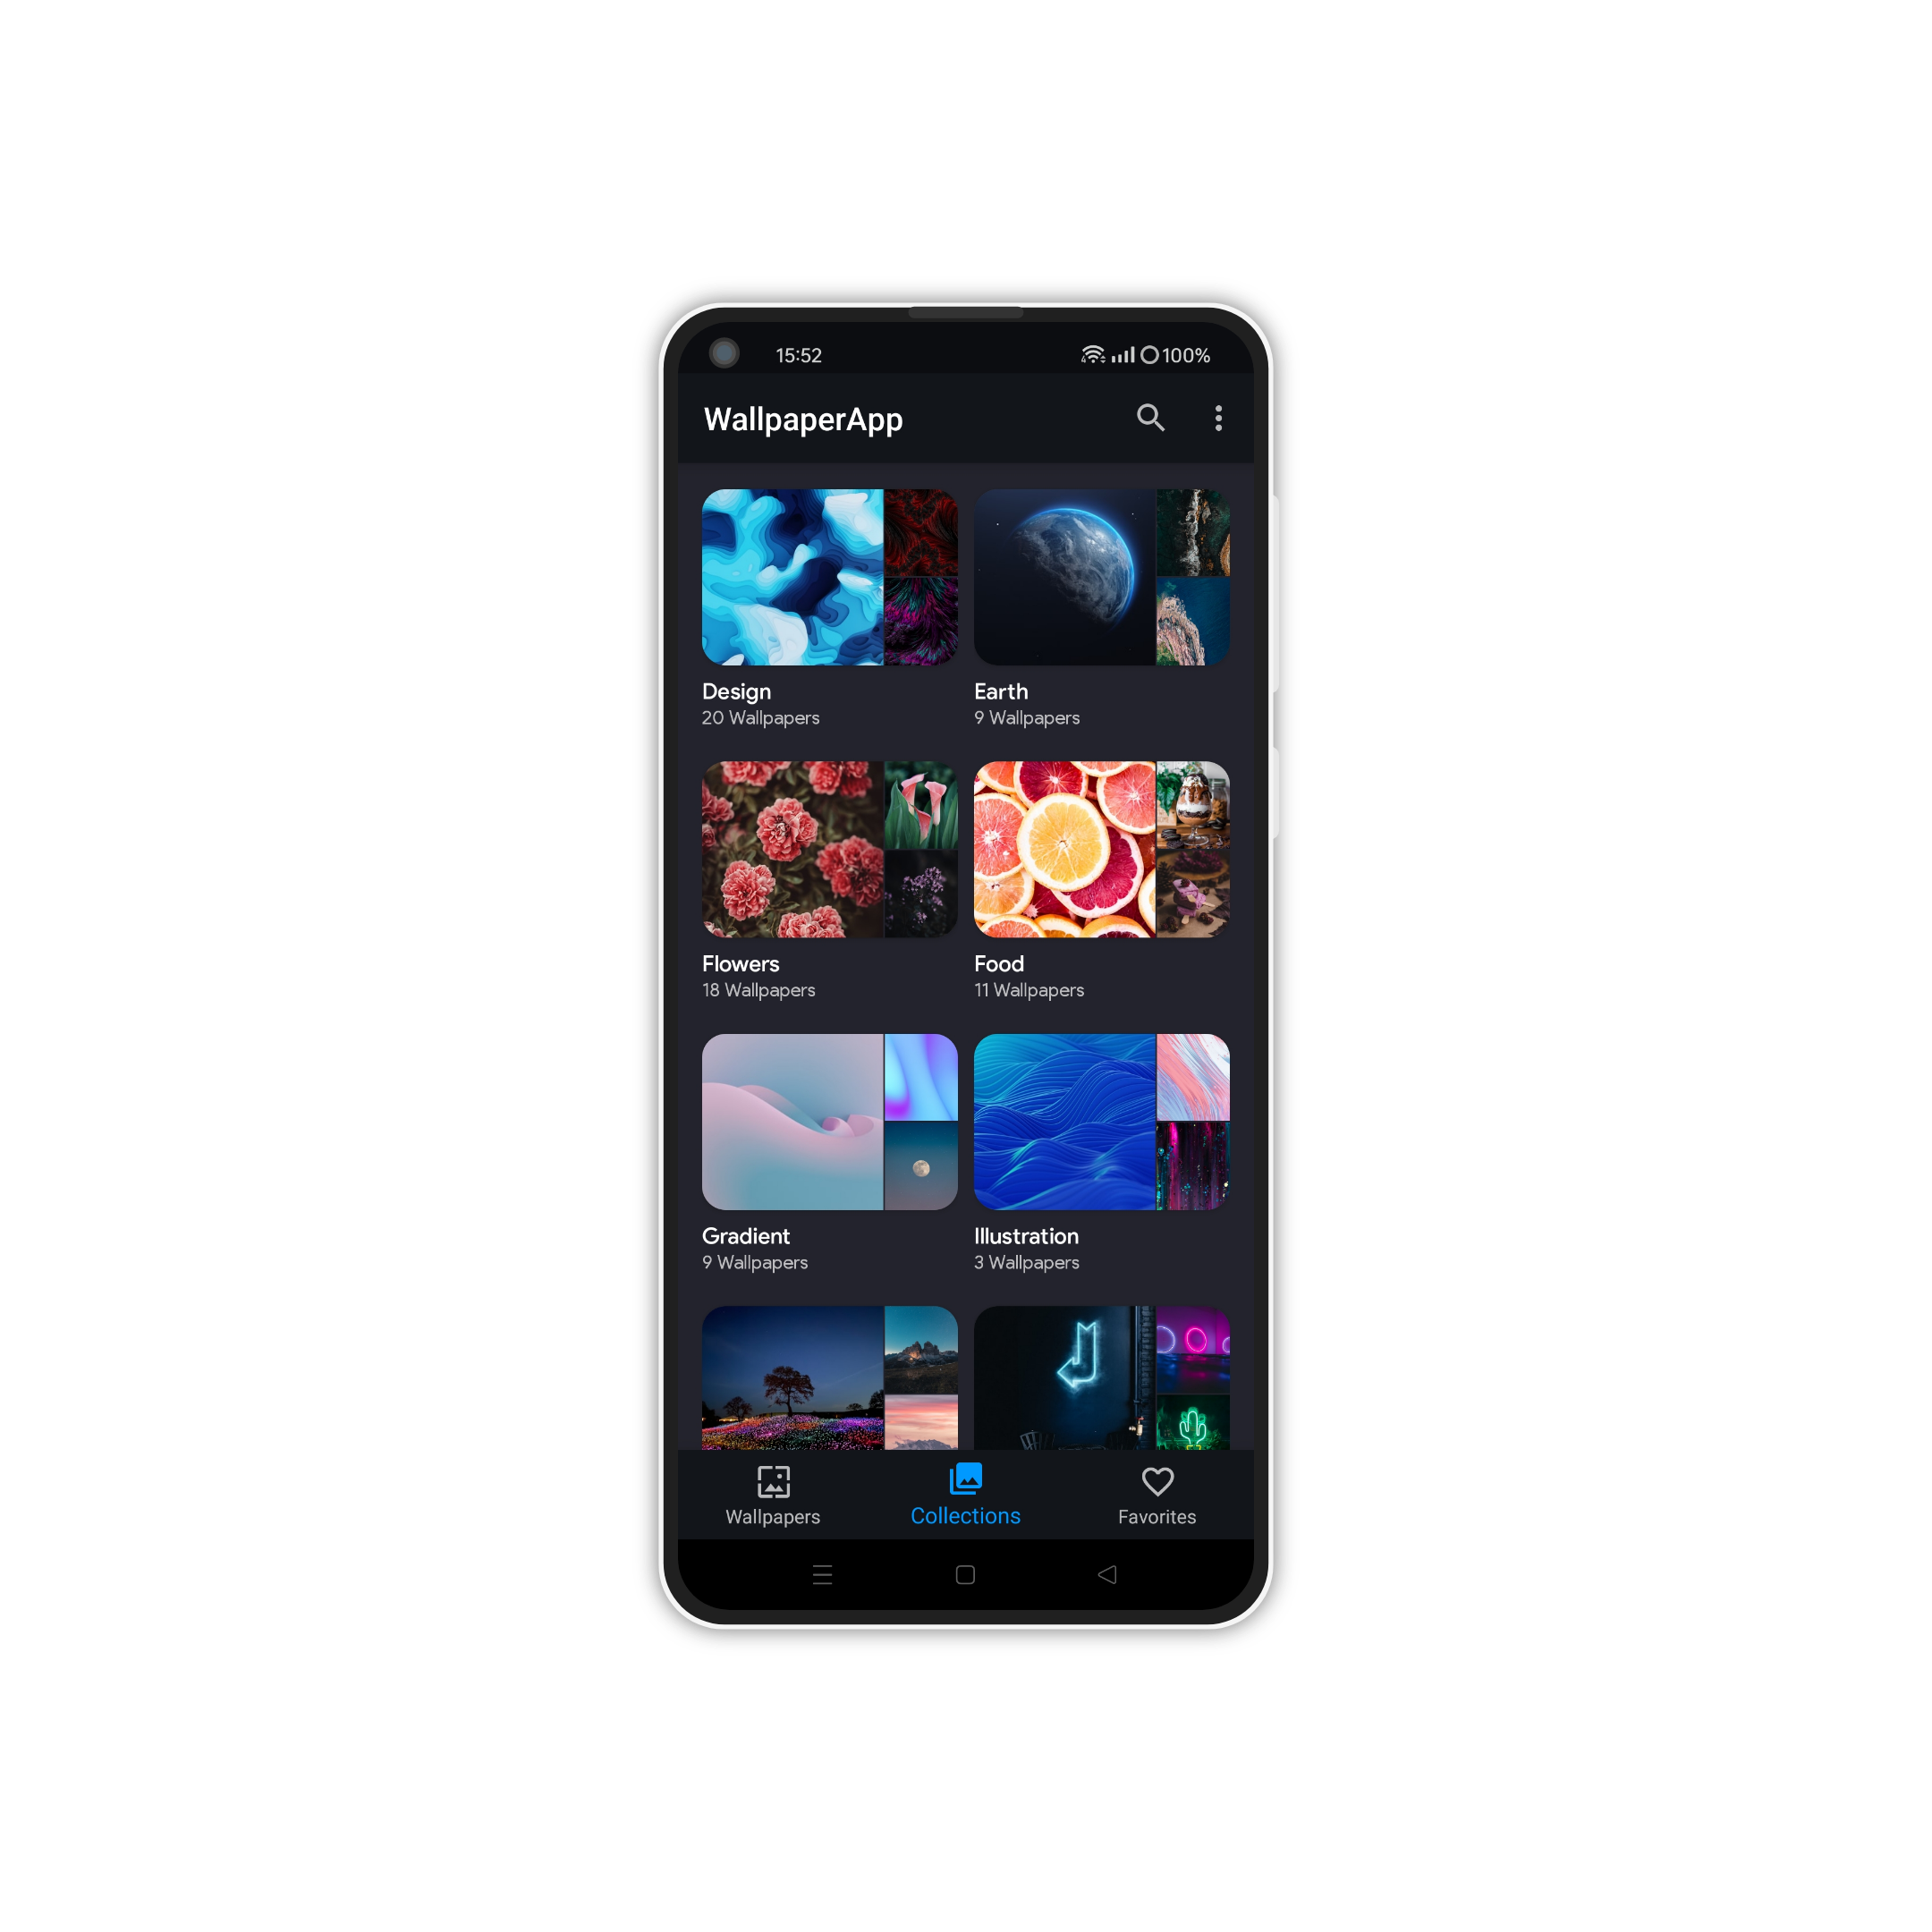 15:52 100%
WallpaperApp
Design Earth
20 Wallpapers 9 Wallpapers
Flowers Food
18 Wallpapers 11 Wallpapers
Gradient Illustration
9 Wallpapers 3 Wallpapers
Wallpapers Collections Favorites